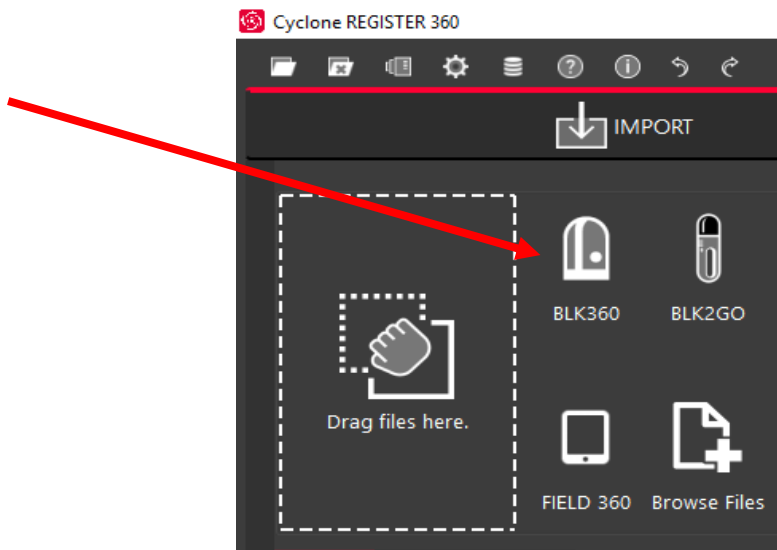 Cyclone REGISTER 360
IMPORT
BLK360 BLK2GO
Drag files here.
FIELD 360 Browse Files